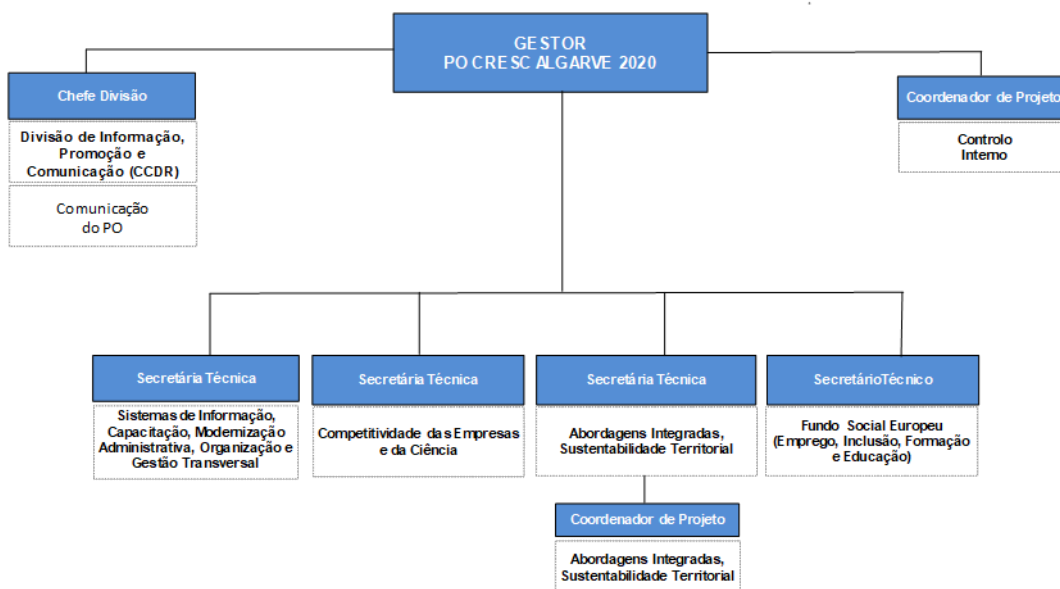 GESTOR
PO CRESC ALGARVE 2020
Chefe Divisão
Divisão de Informação,
Promoção e
Comunicação (CCDR)
Comunicação
do PO
Coordenador de Projeto
Controlo
Interno
Secretária Técnica
Sistemas de Informação,
Capacitação, Modernização
Administrativa, Organização e
Gestão Transversal
Secretária Técnica
Competitividade das Empresas
e da Ciência
Secretária Técnica
Abordagens Integradas,
Sustentabilidade Territorial
Coordenador de Projeto
Abordagens Integradas,
Sustentabilidade Territorial
SecretárioTécnico
Fundo Social Europeu
(Emprego, Inclusão, Formação
e Educação)